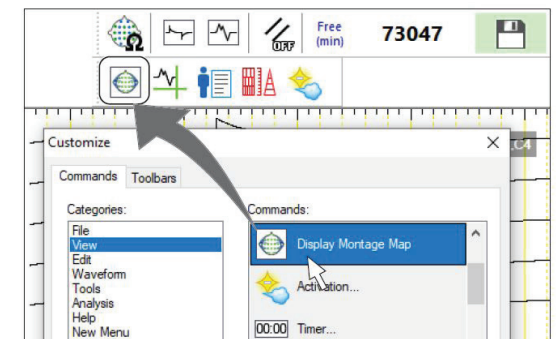 Ω
OFF
Free
(min)
73047
C4
Customize
Commands Toolbars
Categories:
File
View
Edit
Waveform
Tools
Analysis
Help
New Menu
Commands:
Display Montage Map
Activation...
00:00 Timer...